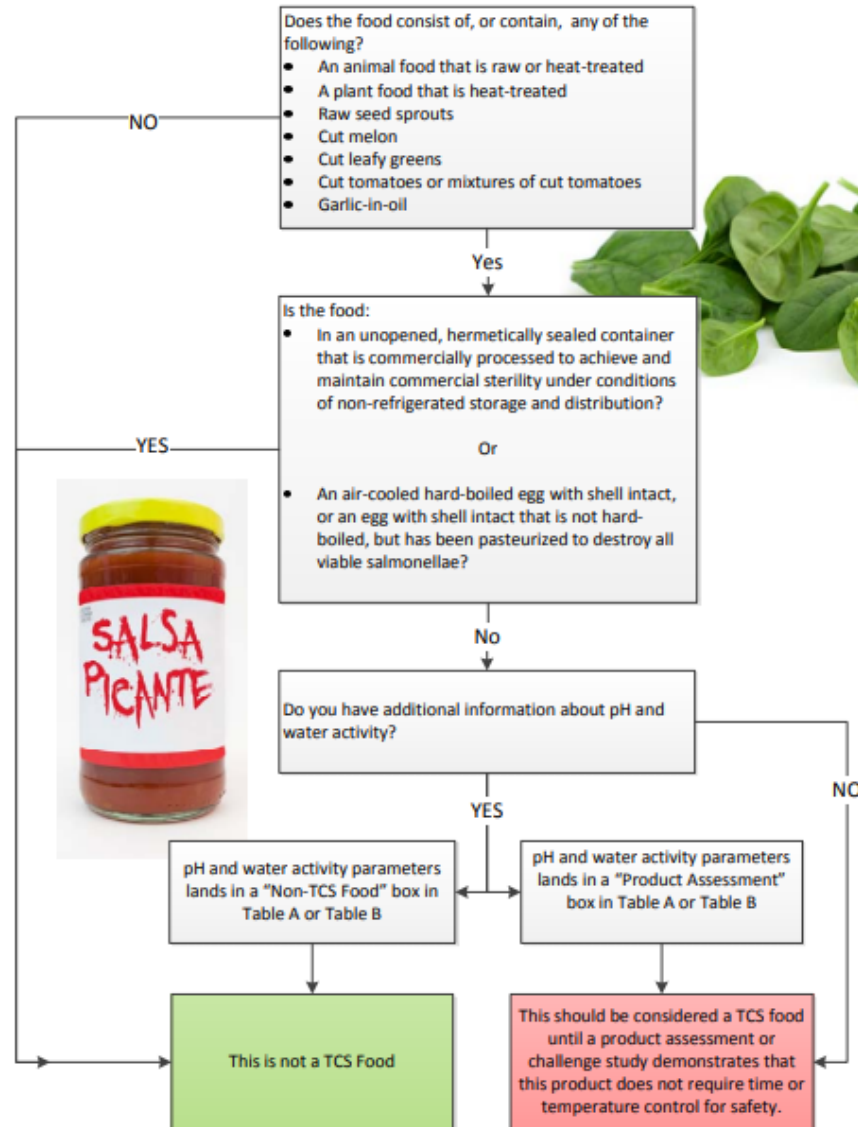 Does the food consist of, or contain, any of the
following?
• An animal food that is raw or heat-treated
• A plant food that is heat-treated
• Raw seed sprouts
• Cut melon
• Cut leafy greens
• Cut tomatoes or mixtures of cut tomatoes
• Garlic-in-oil
NO
Yes
Is the food:
• In an unopened, hermetically sealed container
that is commercially processed to achieve and
maintain commercial sterility under conditions
of non-refrigerated storage and distribution?
Or
• An air-cooled hard-boiled egg with shell intact,
or an egg with shell intact that is not hard-
boiled, but has been pasteurized to destroy all
viable salmonellae?
YES
SALSA
PICANTE
No
Do you have additional information about pH and
water activity?
YES
NO
pH and water activity parameters
lands in a “Non-TCS Food” box in
Table A or Table B
pH and water activity parameters
lands in a “Product Assessment”
box in Table A or Table B
This is not a TCS Food
This should be considered a TCS food
until a product assessment or
challenge study demonstrates that
this product does not require time or
temperature control for safety.